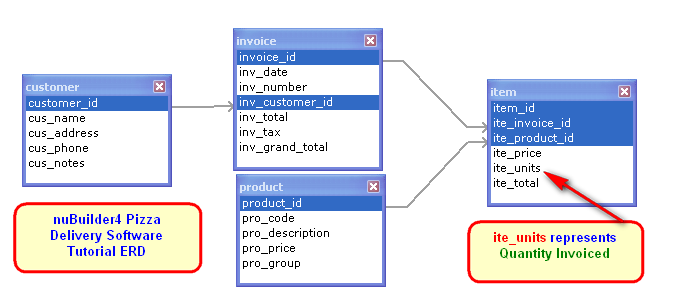 customer
customer_id
cus_name
cus_address
cus_phone
cus_notes
invoice
invoice_id
inv_date
inv_number
inv_customer_id
inv_total
inv_tax
inv_grand_total
product
product_id
pro_code
pro_description
pro_price
pro_group
item
item_id
ite_invoice_id
ite_product_id
ite_price
ite_units
ite_total
nuBuilder4 Pizza
Delivery Software
Tutorial ERD
ite_units represents
Quantity Invoiced